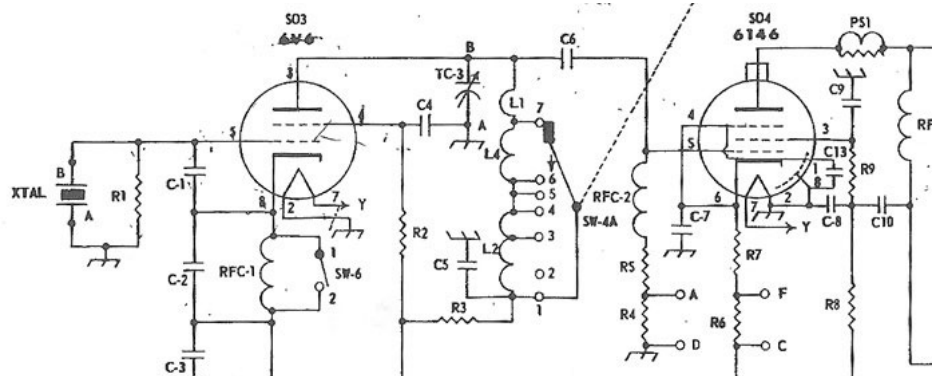 SO3
6V6
3
B
TC-3
C6
SO4
6146
PS1
C9
4
C4
A
L1
7
5
C-1
L4
6
5
4
3
2
1
SW-4A
RFC-2
XTAL
B
A
R1
8
2
7
Y
R2
RFC-1
1
SW-6
2
C-2
C5
L2
R3
C-3
4
S
3
C13
1
8
R9
6
7
2
Y
C-7
C-8
C10
RF
R7
R5
A
F
R4
R6
R8
D
C